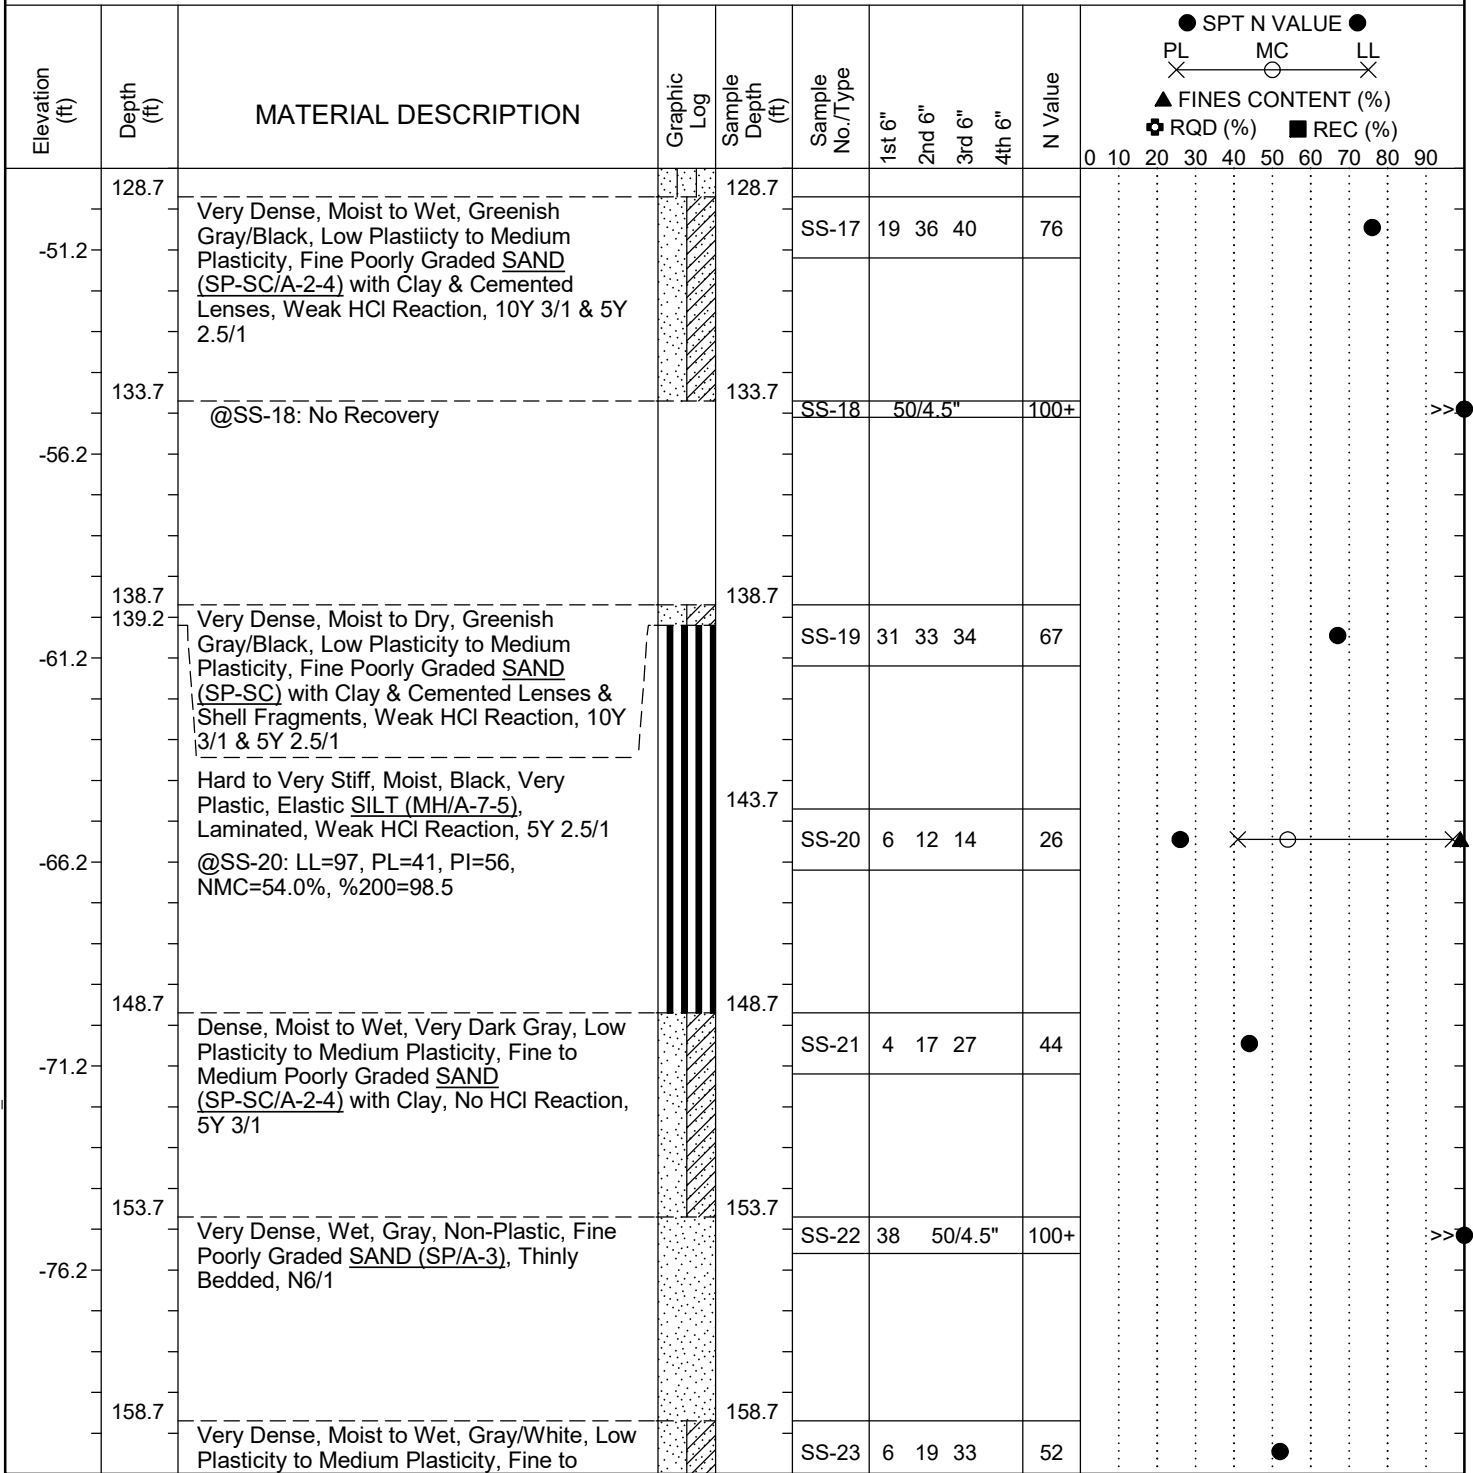 Elevation (ft)
Depth (ft)
MATERIAL DESCRIPTION
Graphic Log
Sample Depth (ft)
Sample No./Type
1st 6"
2nd 6"
3rd 6"
4th 6"
N Value
● SPT N VALUE ●
PL MC LL
▲ FINES CONTENT (%)
RQD (%) ■ REC (%)
0 10 20 30 40 50 60 70 80 90
128.7 128.7
Very Dense, Moist to Wet, Greenish
Gray/Black, Low Plastiicty to Medium
Plasticity, Fine Poorly Graded SAND
(SP-SC/A-2-4) with Clay & Cemented
Lenses, Weak HCl Reaction, 10Y 3/1 & 5Y
2.5/1
SS-17 19 36 40 76
-51.2
133.7 133.7
@SS-18: No Recovery
SS-18 50/4.5" 100+ >>
-56.2
138.7 138.7
139.2
Very Dense, Moist to Dry, Greenish
Gray/Black, Low Plasticity to Medium
Plasticity, Fine Poorly Graded SAND
(SP-SC) with Clay & Cemented Lenses &
Shell Fragments, Weak HCl Reaction, 10Y
3/1 & 5Y 2.5/1
SS-19 31 33 34 67
-61.2
Hard to Very Stiff, Moist, Black, Very
Plastic, Elastic SILT (MH/A-7-5),
Laminated, Weak HCl Reaction, 5Y 2.5/1
@SS-20: LL=97, PL=41, PI=56,
NMC=54.0%, %200=98.5
143.7
SS-20 6 12 14 26
-66.2
148.7 148.7
Dense, Moist to Wet, Very Dark Gray, Low
Plasticity to Medium Plasticity, Fine to
Medium Poorly Graded SAND
(SP-SC/A-2-4) with Clay, No HCl Reaction,
5Y 3/1
SS-21 4 17 27 44
-71.2
153.7 153.7
Very Dense, Wet, Gray, Non-Plastic, Fine
Poorly Graded SAND (SP/A-3), Thinly
Bedded, N6/1
SS-22 38 50/4.5" 100+ >>
-76.2
158.7 158.7
Very Dense, Moist to Wet, Gray/White, Low
Plasticity to Medium Plasticity, Fine to
SS-23 6 19 33 52